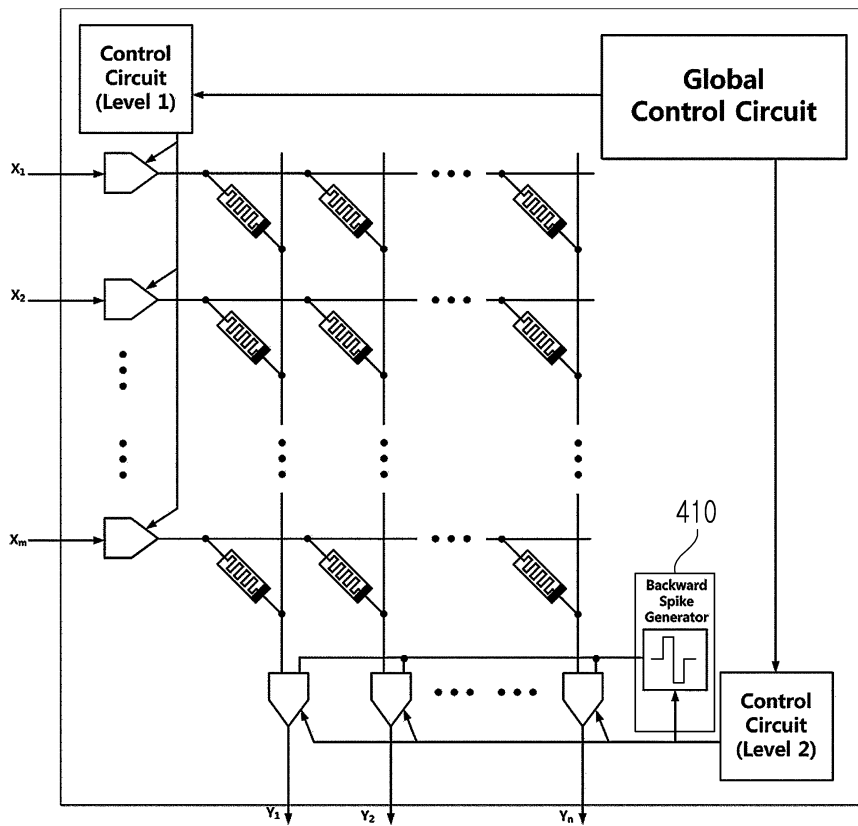 Control
Circuit
(Level 1)
Global
Control Circuit
X1
X2
Xm
410
Backward
Spike
Generator
Control
Circuit
(Level 2)
Y1
Y2
Yn